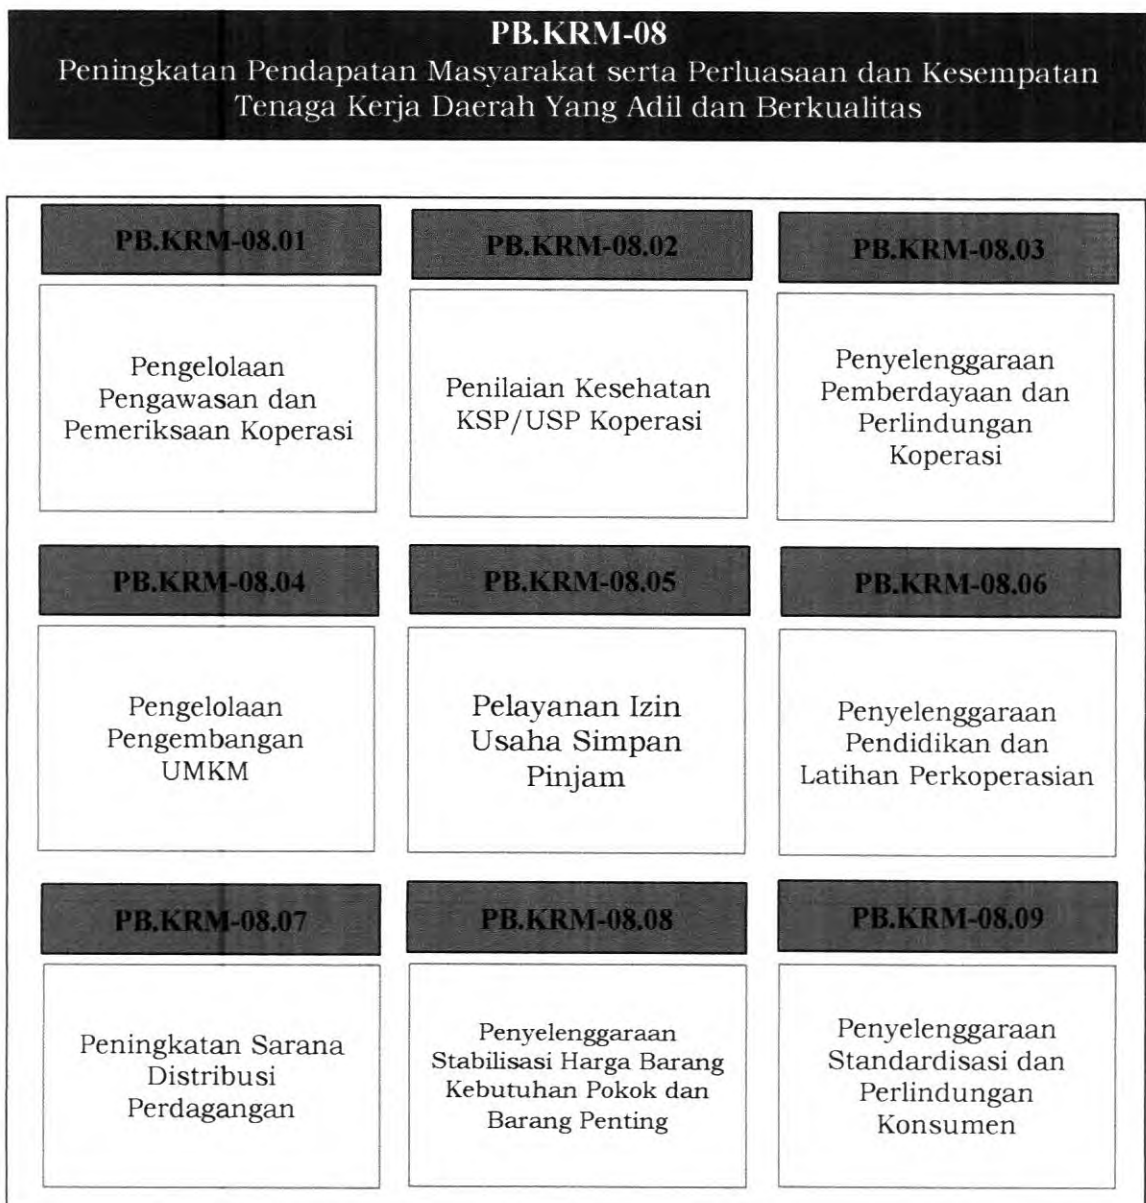 PB.KRM-08
Peningkatan Pendapatan Masyarakat serta Perluasaan dan Kesempatan
Tenaga Kerja Daerah Yang Adil dan Berkualitas
PB.KRM-08.01
Pengelolaan
Pengawasan dan
Pemeriksaan Koperasi
PB.KRM-08.02
Penilaian Kesehatan
KSP/USP Koperasi
PB.KRM-08.03
Penyelenggaraan
Pemberdayaan dan
Perlindungan
Koperasi
PB.KRM-08.04
Pengelolaan
Pengembangan
UMKM
PB.KRM-08.05
Pelayanan Izin
Usaha Simpan
Pinjam
PB.KRM-08.06
Penyelenggaraan
Pendidikan dan
Latihan Perkoperasian
PB.KRM-08.07
Peningkatan Sarana
Distribusi
Perdagangan
PB.KRM-08.08
Penyelenggaraan
Stabilisasi Harga Barang
Kebutuhan Pokok dan
Barang Penting
PB.KRM-08.09
Penyelenggaraan
Standardisasi dan
Perlindungan
Konsumen